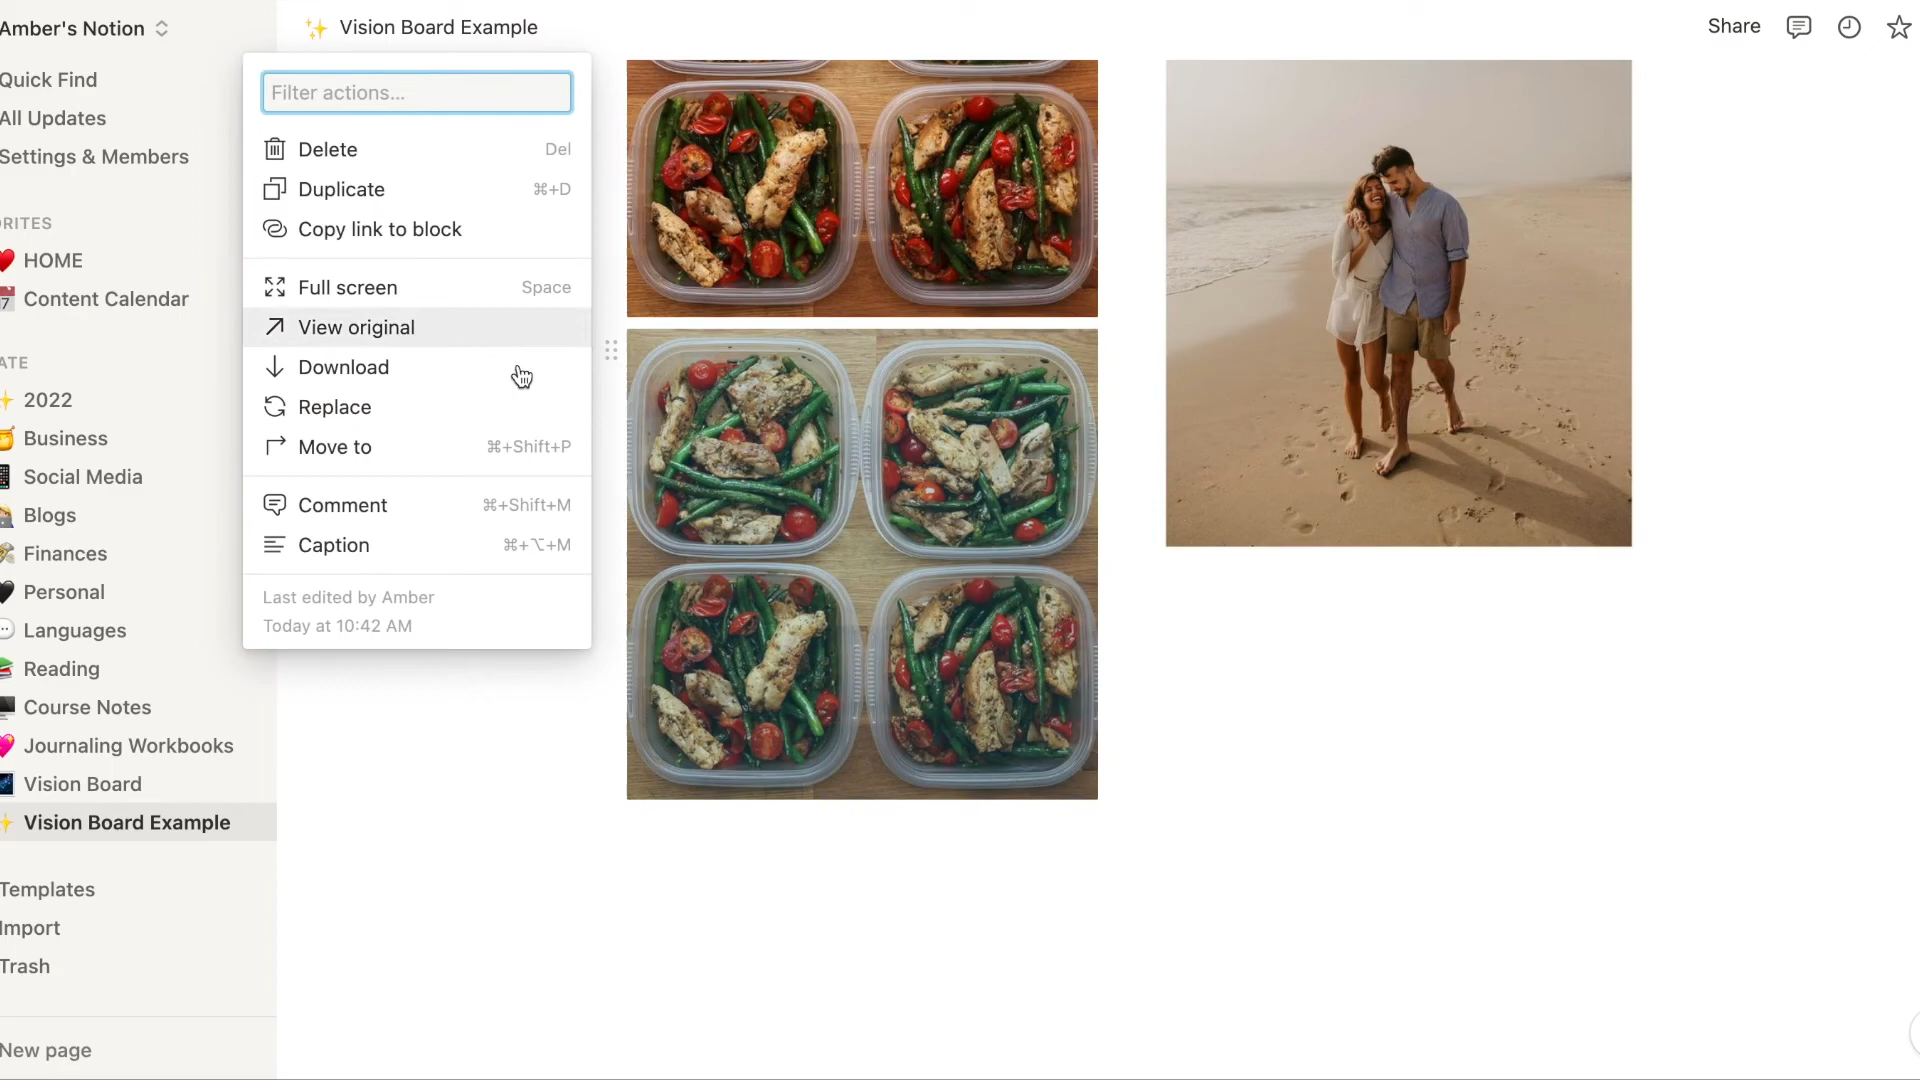 Amber's Notion
Quick Find
All Updates
Settings & Members
ORITES
HOME
7
Content Calendar
ATE
2022
Business
Social Media
Blogs
Finances
Personal
Languages
Reading
Course Notes
Journaling Workbooks
Vision Board
Vision Board Example
Templates
Import
Trash
New page
Vision Board Example
Share
Filter actions...
Delete Del
Duplicate ⌘+D
Copy link to block
Full screen Space
View original
Download
Replace
Move to ⌘+Shift+P
Comment ⌘+Shift+M
Caption ⌘+⌥+M
Last edited by Amber
Today at 10:42 AM